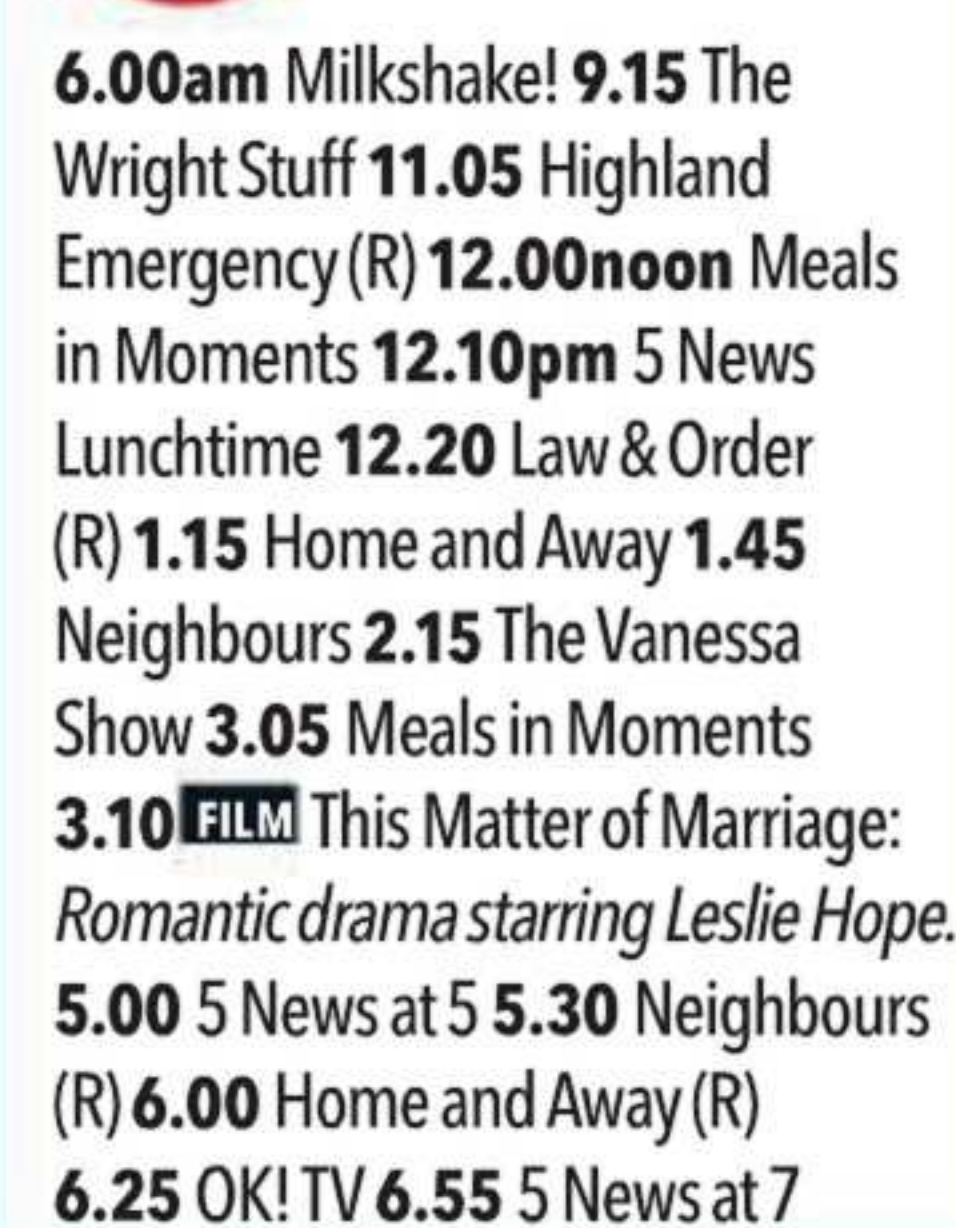 6.00am Milkshake! 9.15 The
Wright Stuff 11.05 Highland
Emergency (R) 12.00noon Meals
in Moments 12.10pm 5 News
Lunchtime 12.20 Law & Order
(R) 1.15 Home and Away 1.45
Neighbours 2.15 The Vanessa
Show 3.05 Meals in Moments
3.10 FILM This Matter of Marriage:
Romantic drama starring Leslie Hope.
5.00 5 News at 5 5.30 Neighbours
(R) 6.00 Home and Away (R)
6.25 OK! TV 6.55 5 News at 7